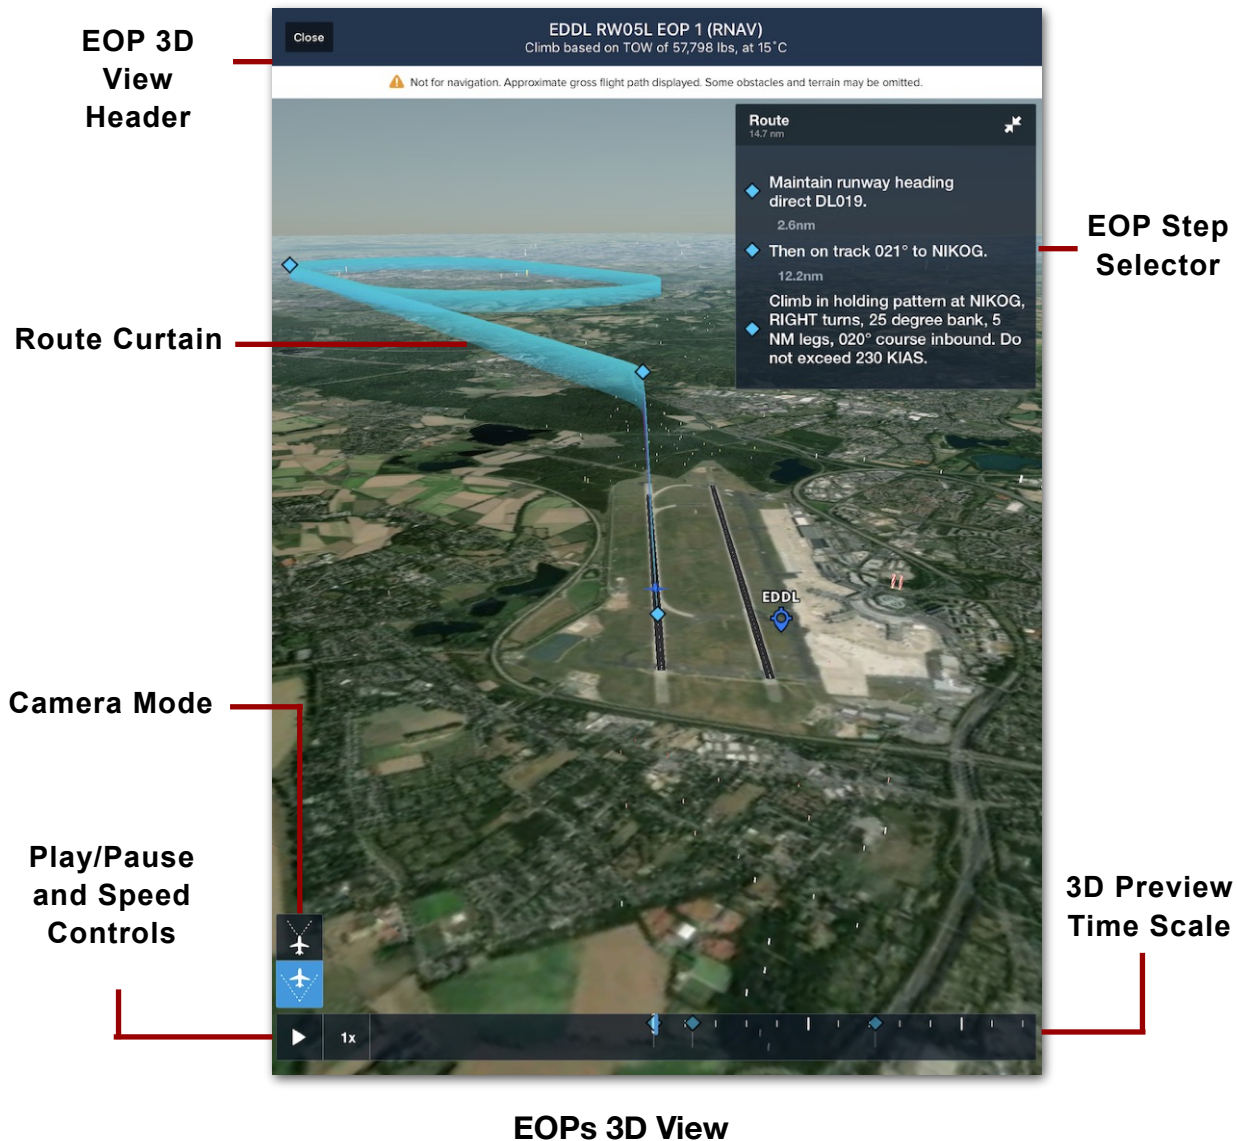 EOP 3D
View
Header
Close
EDDL RW05L EOP 1 (RNAV)
Climb based on TOW of 57,798 lbs, at 15˚C
Not for navigation. Approximate gross flight path displayed. Some obstacles and terrain may be omitted.
Route
14.7 nm
Maintain runway heading
direct DL019.
2.6nm
Then on track 021° to NIKOG.
12.2nm
Climb in holding pattern at NIKOG,
RIGHT turns, 25 degree bank, 5
NM legs, 020° course inbound. Do
not exceed 230 KIAS.
EOP Step
Selector
Route Curtain
EDDL
Camera Mode
Play/Pause
and Speed
Controls
3D Preview
Time Scale
1x
EOPs 3D View